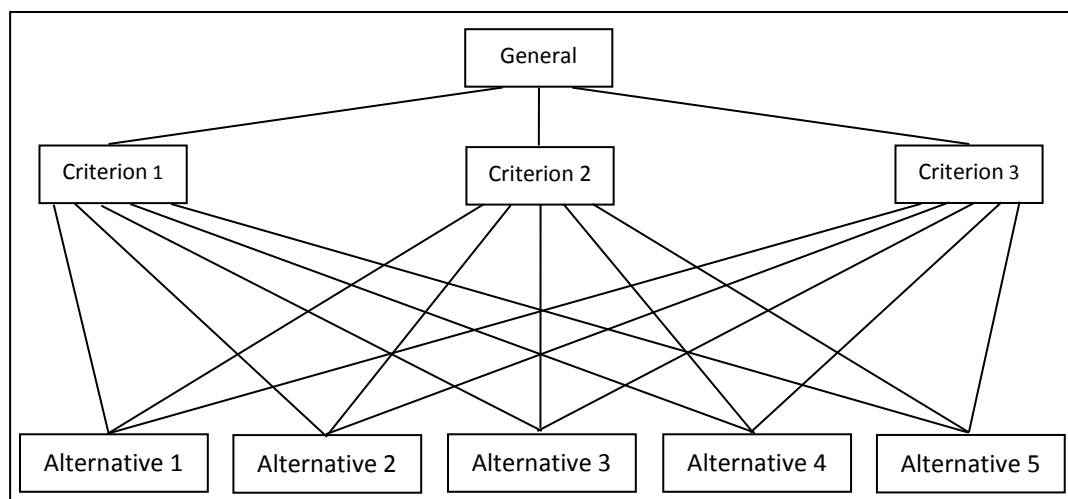 General
Criterion 1
Criterion 2
Criterion 3
Alternative 1
Alternative 2
Alternative 3
Alternative 4
Alternative 5